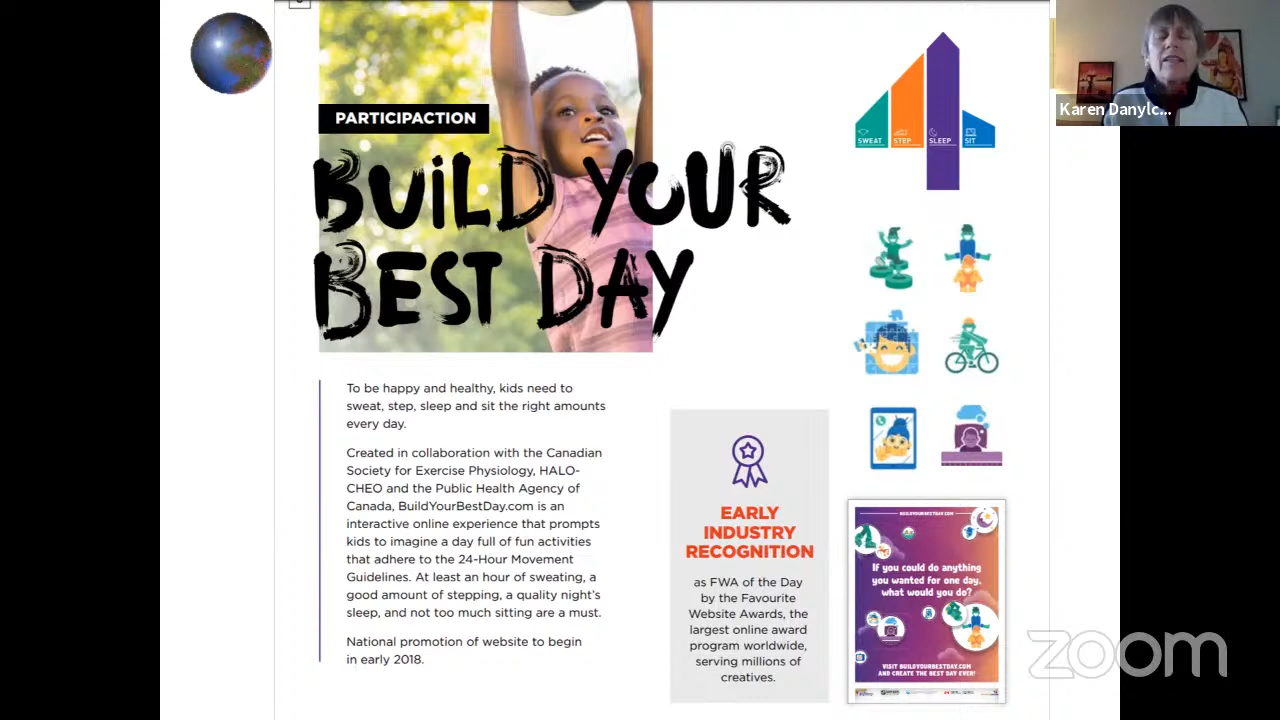 PARTICIPACTION
BUiLD YOUR
BEST DAY
SWEAT
STEP
SLEEP
SIT
Karen Danylc...
To be happy and healthy, kids need to
sweat, step, sleep and sit the right amounts
every day.
Created in collaboration with the Canadian
Society for Exercise Physiology, HALO-
CHEO and the Public Health Agency of
Canada, BuildYourBestDay.com is an
interactive online experience that prompts
kids to imagine a day full of fun activities
that adhere to the 24-Hour Movement
Guidelines. At least an hour of sweating, a
good amount of stepping, a quality night's
sleep, and not too much sitting are a must.
National promotion of website to begin
in early 2018.
EARLY
INDUSTRY
RECOGNITION
as FWA of the Day
by the Favourite
Website Awards, the
largest online award
program worldwide,
serving millions of
creatives.
BUILDYOURBESTDAY.COM
If you could do anything
you wanted for one day,
what would you do?
VISIT BUILDYOURBESTDAY.COM
AND CREATE THE BEST DAY EVER!
zoom